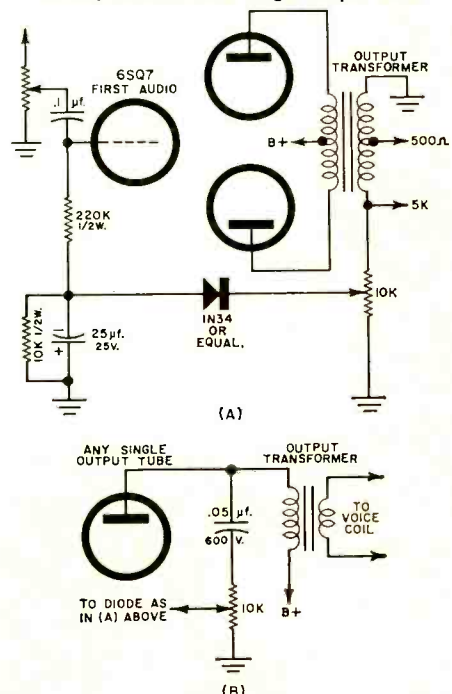 6SQ7
FIRST AUDIO
.1 µf.
OUTPUT
TRANSFORMER
B+
500Ω
5K
220K
1/2W.
10K 1/2W.
25µf.
25V.
1N34
OR
EQUAL.
10K
(A)
ANY SINGLE
OUTPUT TUBE
OUTPUT
TRANSFORMER
.05 µf.
600 V.
TO
VOICE
COIL
TO DIODE AS
IN (A) ABOVE
10K
B+
(B)